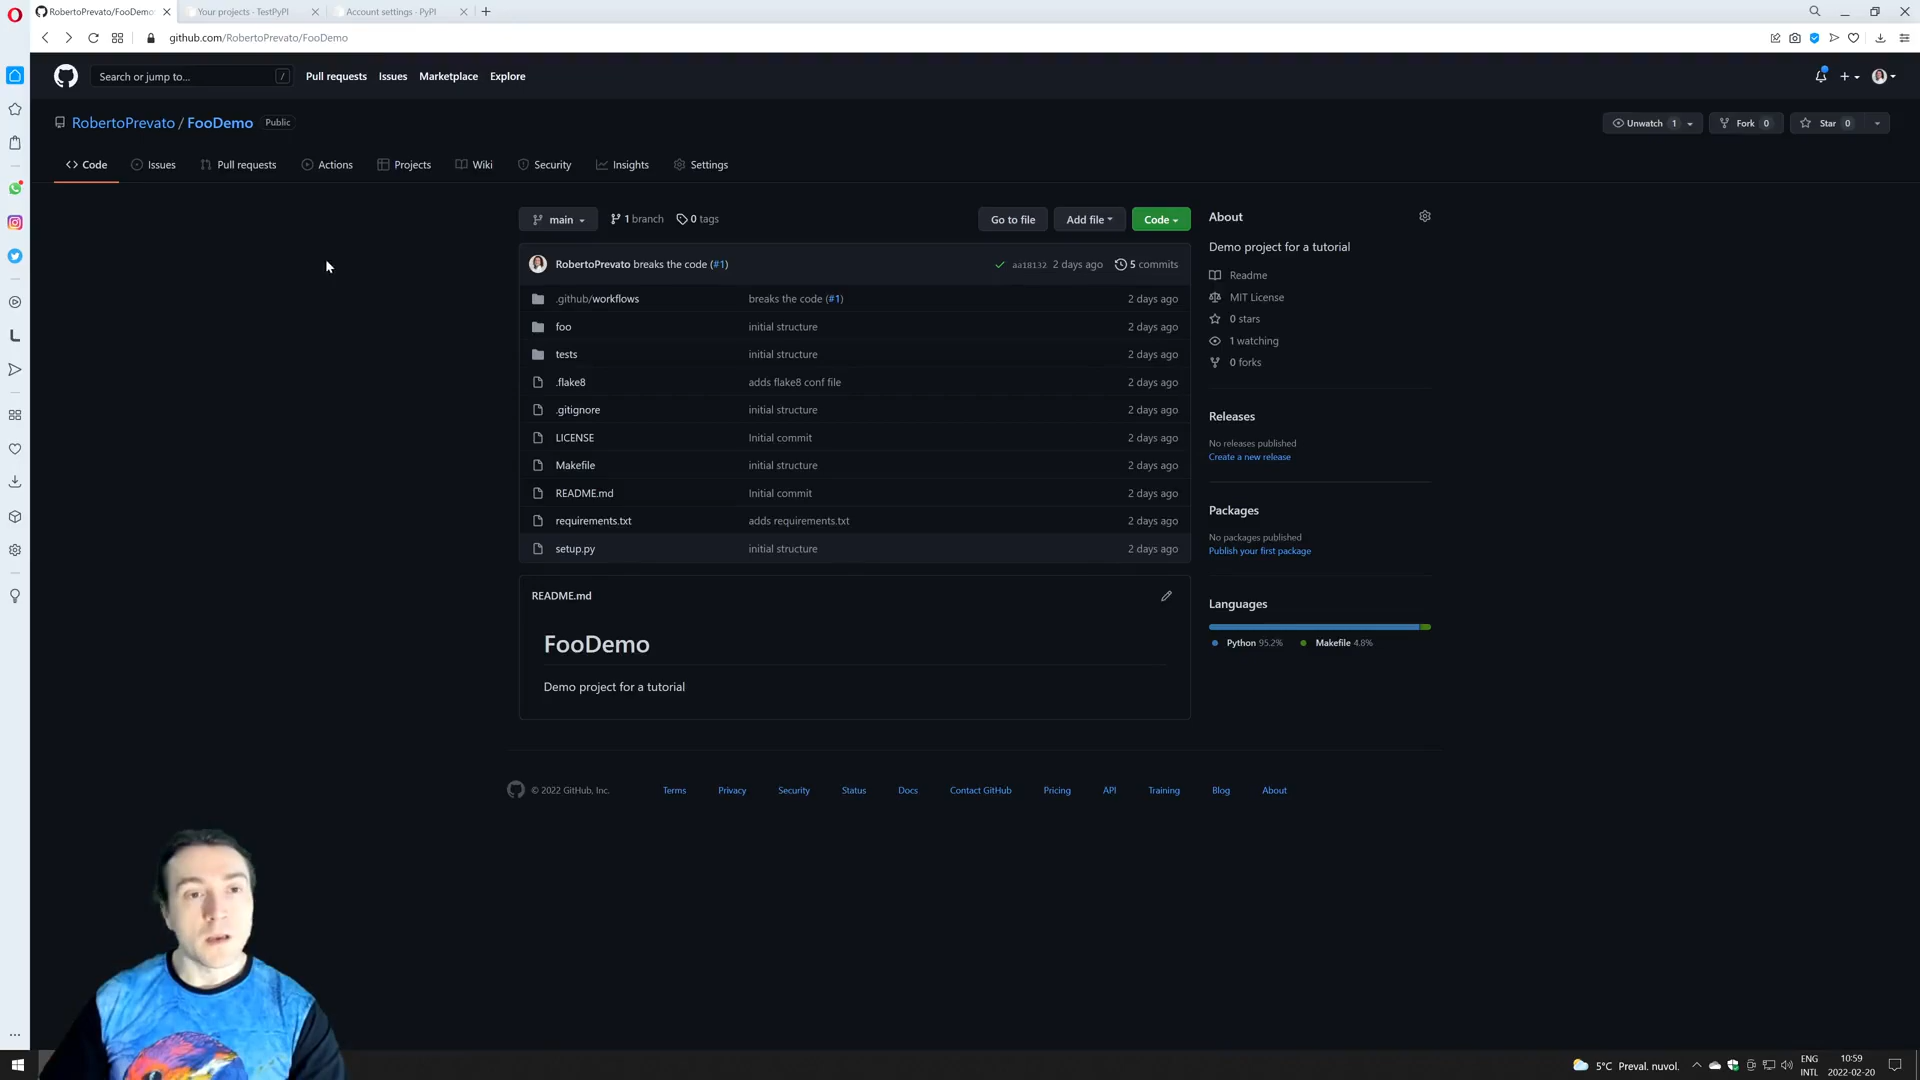 RobertoPrevato/FooDemo
Your projects · TestPyPI
Account settings · PyPI
github.com/RobertoPrevato/FooDemo
Search or jump to...
/
Pull requests
Issues
Marketplace
Explore
RobertoPrevato / FooDemo
Public
Unwatch 1
Fork 0
Star 0
Code
Issues
Pull requests
Actions
Projects
Wiki
Security
Insights
Settings
main
1 branch
0 tags
Go to file
Add file
Code
RobertoPrevato breaks the code (#1)
aa18132 2 days ago
5 commits
.github/workflows
breaks the code (#1)
2 days ago
foo
initial structure
2 days ago
tests
initial structure
2 days ago
.flake8
adds flake8 conf file
2 days ago
.gitignore
initial structure
2 days ago
LICENSE
Initial commit
2 days ago
Makefile
initial structure
2 days ago
README.md
Initial commit
2 days ago
requirements.txt
adds requirements.txt
2 days ago
setup.py
initial structure
2 days ago
README.md
FooDemo
Demo project for a tutorial
About
Demo project for a tutorial
Readme
MIT License
0 stars
1 watching
0 forks
Releases
No releases published
Create a new release
Packages
No packages published
Publish your first package
Languages
Python 95.2%
Makefile 4.8%
© 2022 GitHub, Inc.
Terms
Privacy
Security
Status
Docs
Contact GitHub
Pricing
API
Training
Blog
About
5°C Preval. nuvol.
ENG
INTL
10:59
2022-02-20